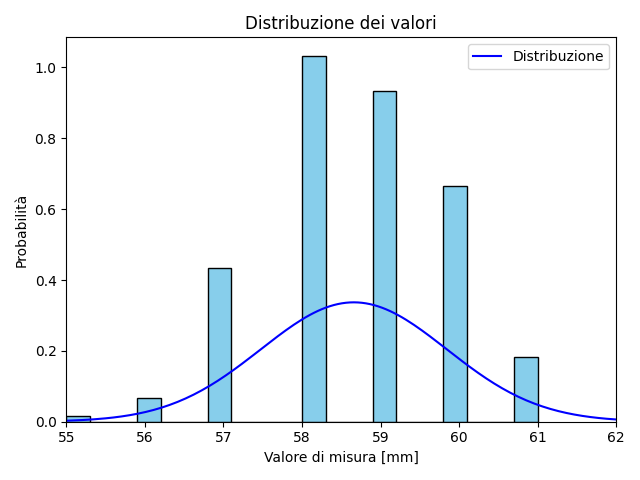 Distribuzione dei valori
Distribuzione
Probabilità
1.0
0.8
0.6
0.4
0.2
0.0
55 56 57 58 59 60 61 62
Valore di misura [mm]